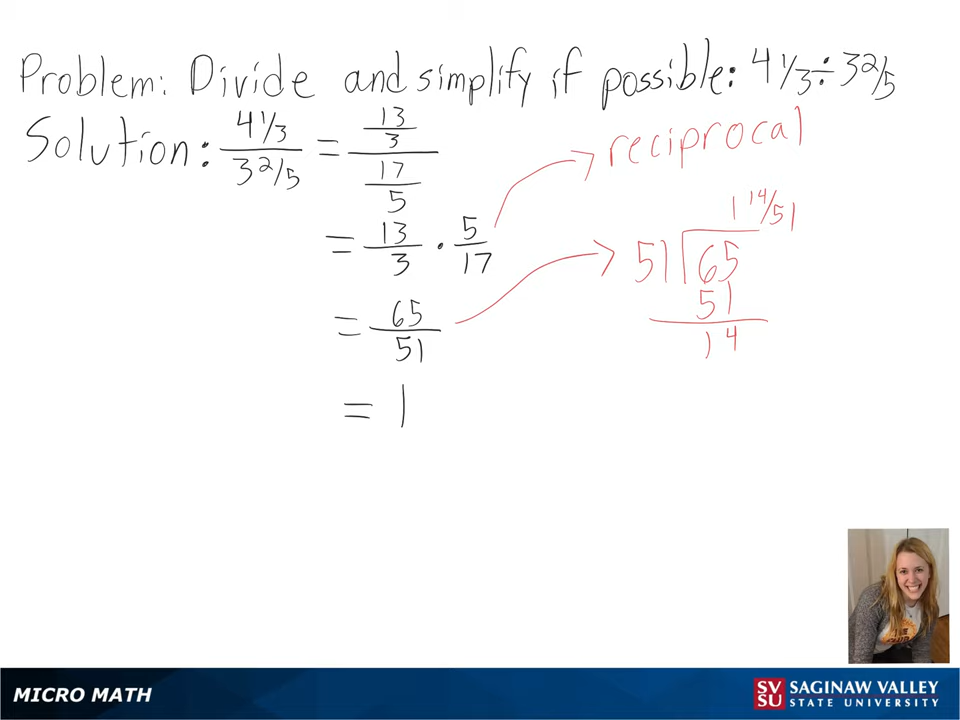 Problem: Divide and simplify if possible: 4 1/3 ÷ 3 2/5
Solution: 4 1/3 / 3 2/5 = 13/3 / 17/5
reciprocal
= 13/3 · 5/17
1 14/51
51 65
51
14
= 65/51
= 1
MICRO MATH
SV SU SAGINAW VALLEY STATE UNIVERSITY